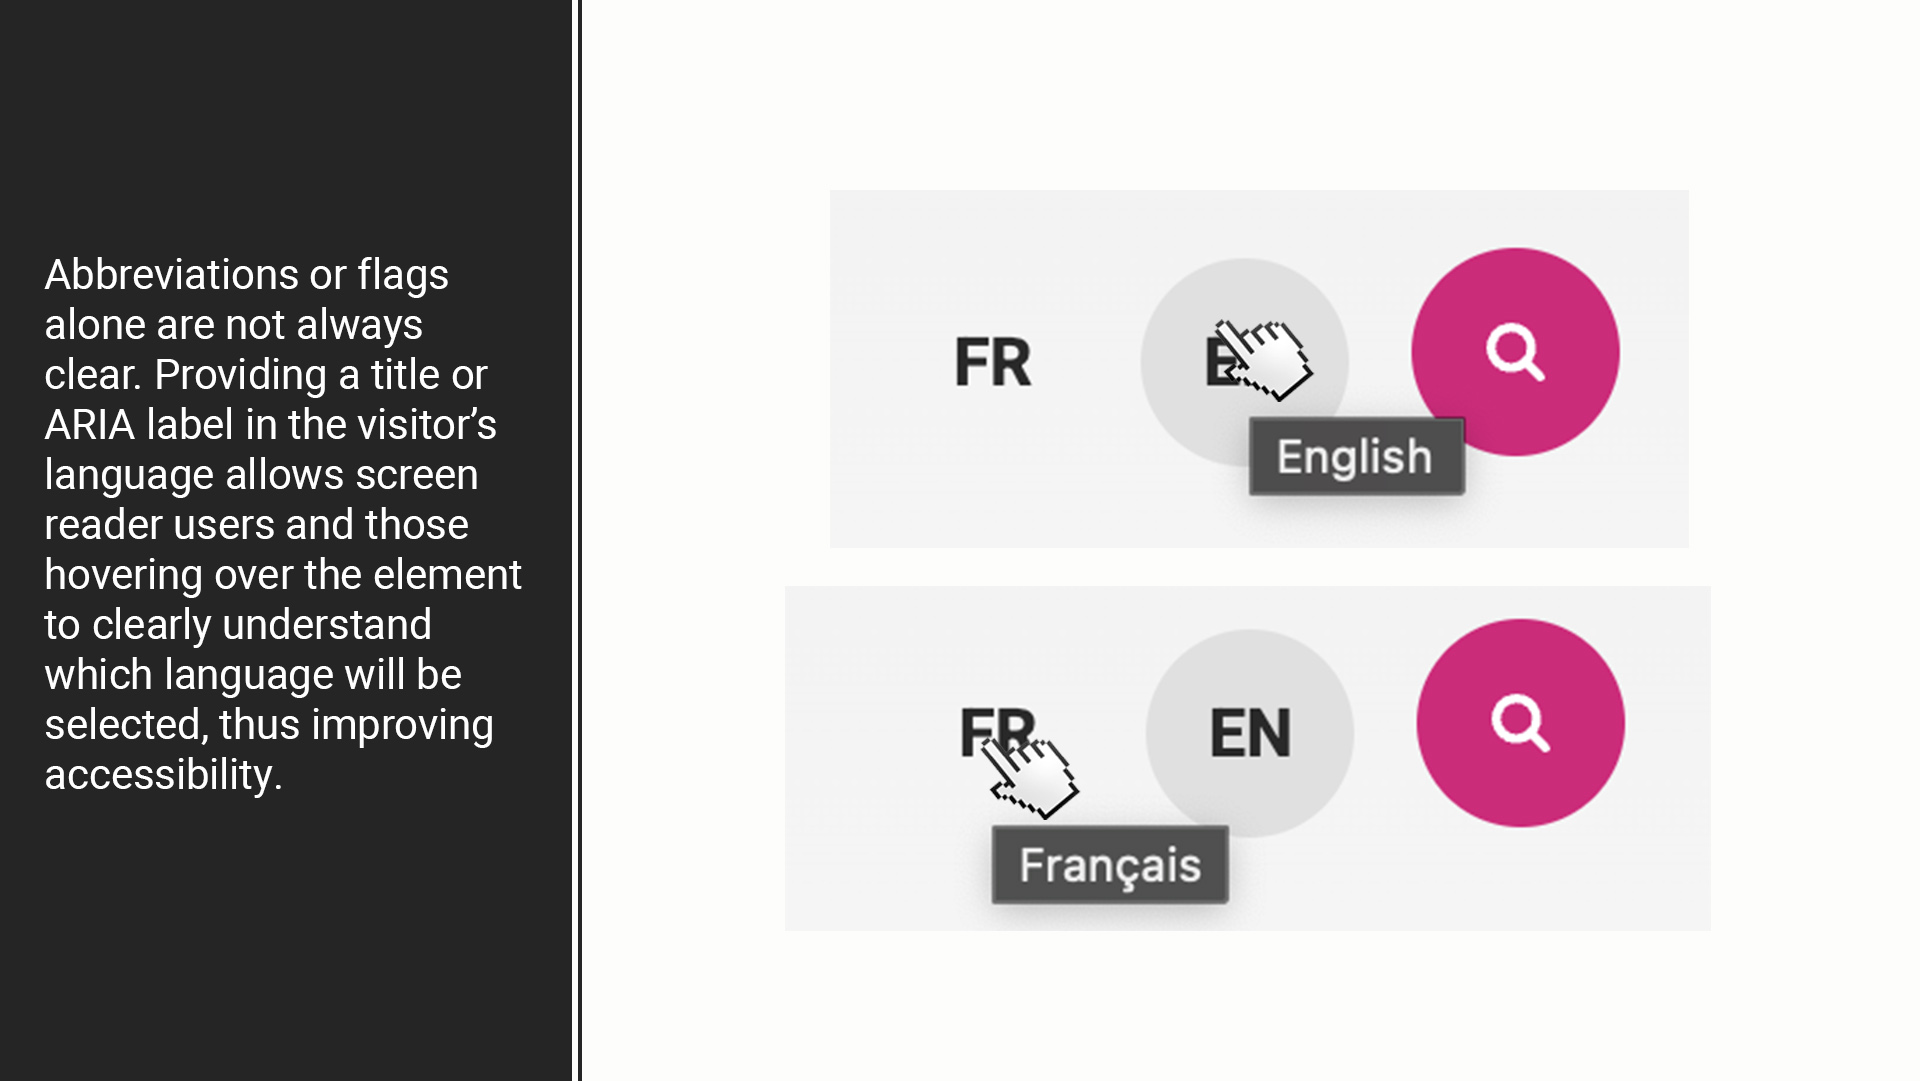 Abbreviations or flags
alone are not always
clear. Providing a title or
ARIA label in the visitor’s
language allows screen
reader users and those
hovering over the element
to clearly understand
which language will be
selected, thus improving
accessibility.
FR
English
FR EN
Français